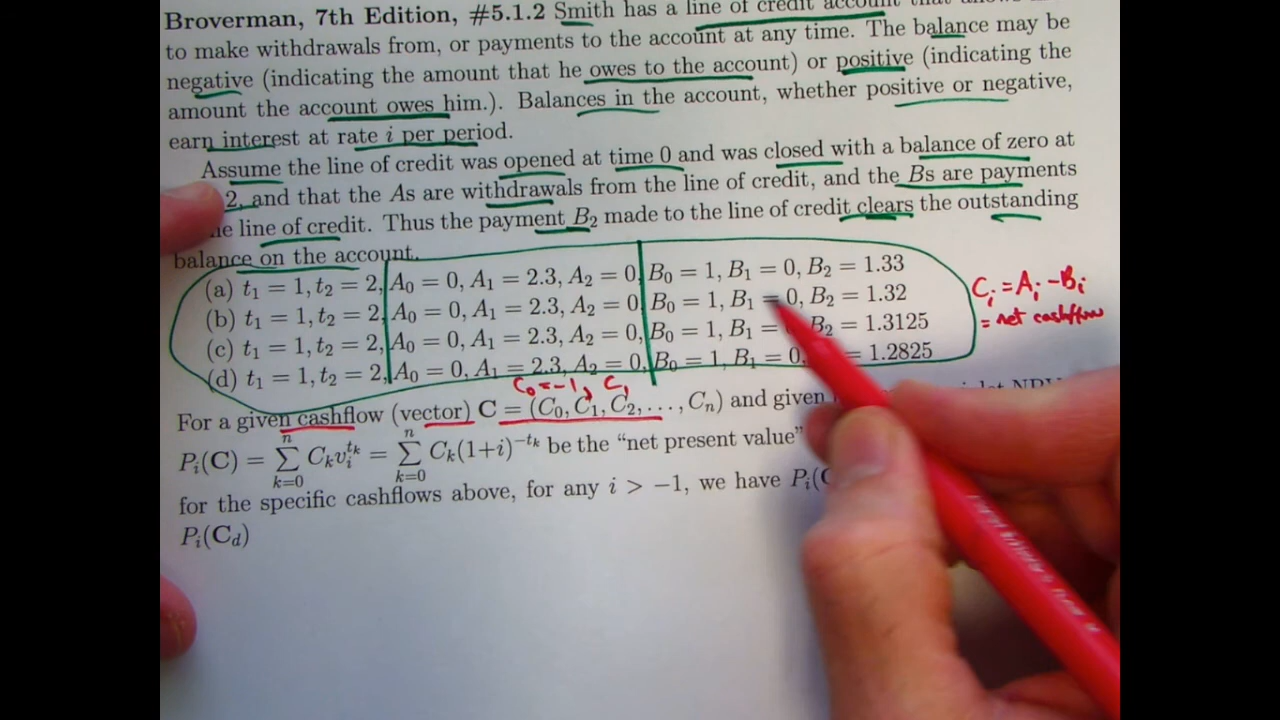 Broverman, 7th Edition, #5.1.2 Smith has a line of credit account that
to make withdrawals from, or payments to the account at any time. The balance may be
negative (indicating the amount that he owes to the account) or positive (indicating the
amount the account owes him.). Balances in the account, whether positive or negative,
earn interest at rate i per period.
Assume the line of credit was opened at time 0 and was closed with a balance of zero at
2, and that the As are withdrawals from the line of credit, and the Bs are payments
line of credit. Thus the payment B₂ made to the line of credit clears the outstanding
balance on the account.
(a) t₁ = 1, t₂ = 2, A₀ = 0, A₁ = 2.3, A₂ = 0, B₀ = 1, B₁ = 0, B₂ = 1.33
(b) t₁ = 1, t₂ = 2, A₀ = 0, A₁ = 2.3, A₂ = 0, B₀ = 1, B₁ = 0, B₂ = 1.32
(c) t₁ = 1, t₂ = 2, A₀ = 0, A₁ = 2.3, A₂ = 0, B₀ = 1, B₁ = , B₂ = 1.3125
(d) t₁ = 1, t₂ = 2, A₀ = 0, A₁ = 2.3, A₂ = 0, B₀ = 1, B₁ = 0, = 1.2825
Cᵢ = Aᵢ - Bᵢ
= net cashflow
C₀ = -1, C₁
For a given cashflow (vector) C = (C₀, C₁, C₂, ..., Cₙ) and given
Pᵢ(C) = ∑ₖ₌₀ⁿ Cₖvᵢ^tₖ = ∑ₖ₌₀ⁿ Cₖ(1+i)^-tₖ be the "net present value"
for the specific cashflows above, for any i > −1, we have Pᵢ(
Pᵢ(C_d)